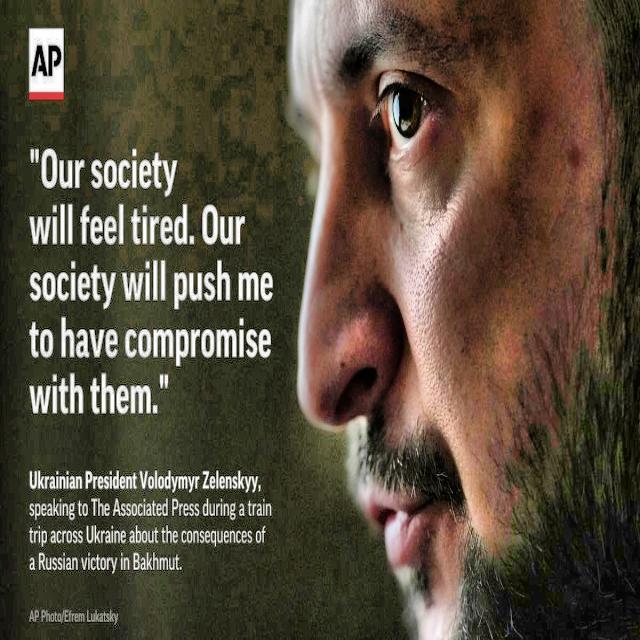 AP
"Our society
will feel tired. Our
society will push me
to have compromise
with them."
Ukrainian President Volodymyr Zelenskyy,
speaking to The Associated Press during a train
trip across Ukraine about the consequences of
a Russian victory in Bakhmut.
AP Photo/Efrem Lukatsky